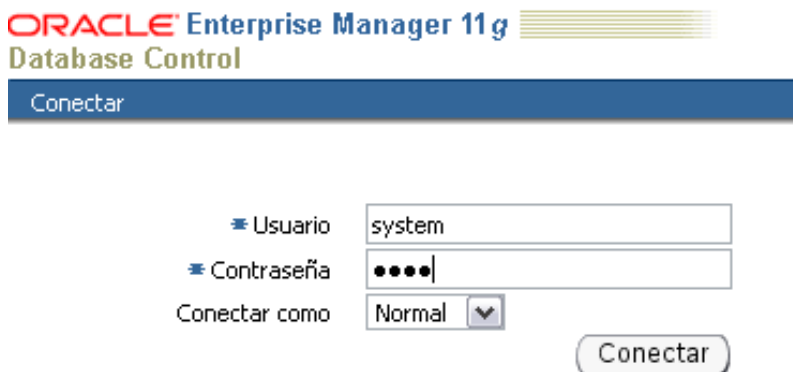 ORACLE Enterprise Manager 11g
Database Control
Conectar
Usuario system
Contraseña ••••
Conectar como Normal
Conectar